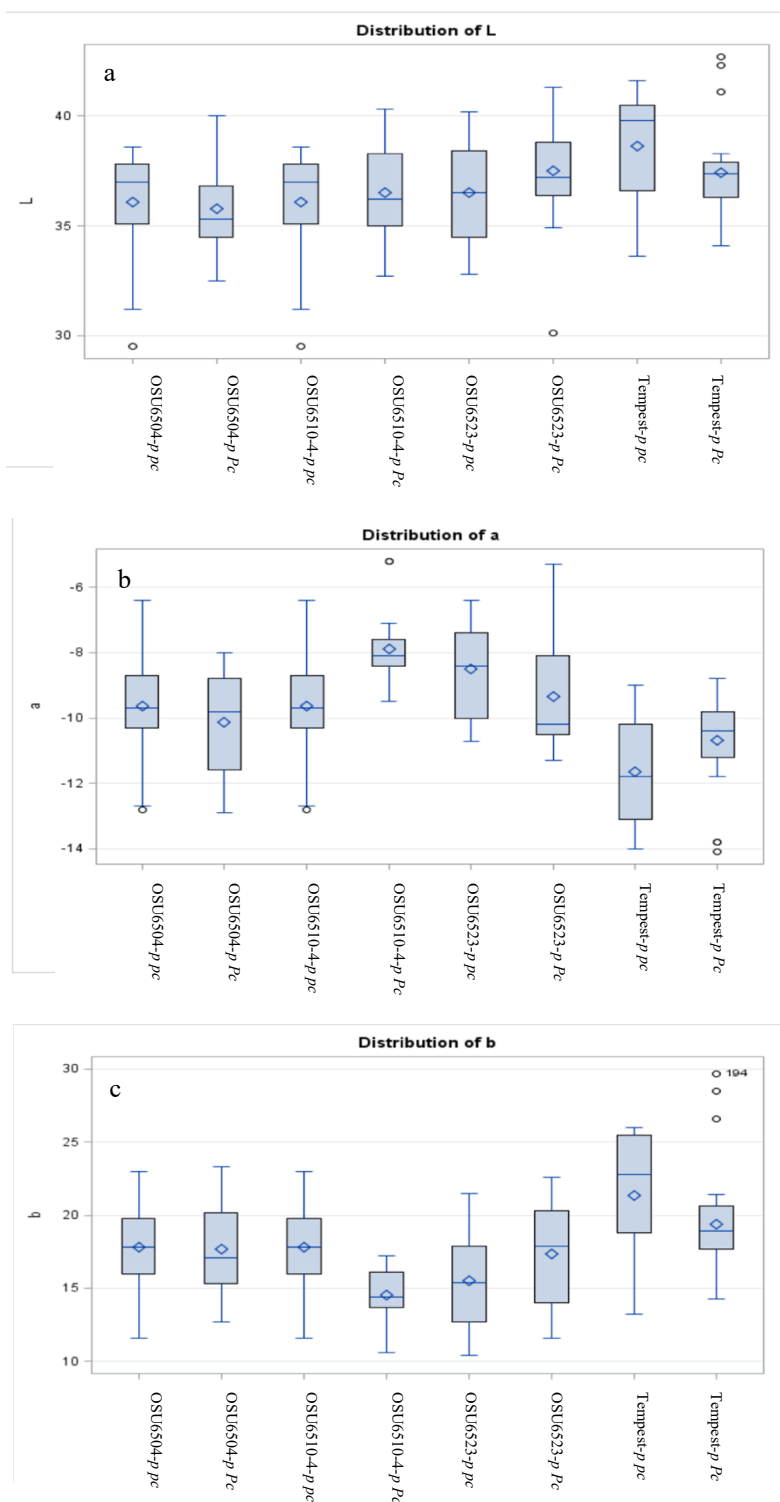 Distribution of L
a
40
35
30
L
OSU6504-p pc
OSU6504-p Pc
OSU6510-4-p pc
OSU6510-4-p Pc
OSU6523-p pc
OSU6523-p Pc
Tempest-p pc
Tempest-p Pc
Distribution of a
b
-6
-8
-10
-12
-14
a
OSU6504-p pc
OSU6504-p Pc
OSU6510-4-p pc
OSU6510-4-p Pc
OSU6523-p pc
OSU6523-p Pc
Tempest-p pc
Tempest-p Pc
Distribution of b
c
30
25
20
15
10
b
194
OSU6504-p pc
OSU6504-p Pc
OSU6510-4-p pc
OSU6510-4-p Pc
OSU6523-p pc
OSU6523-p Pc
Tempest-p pc
Tempest-p Pc